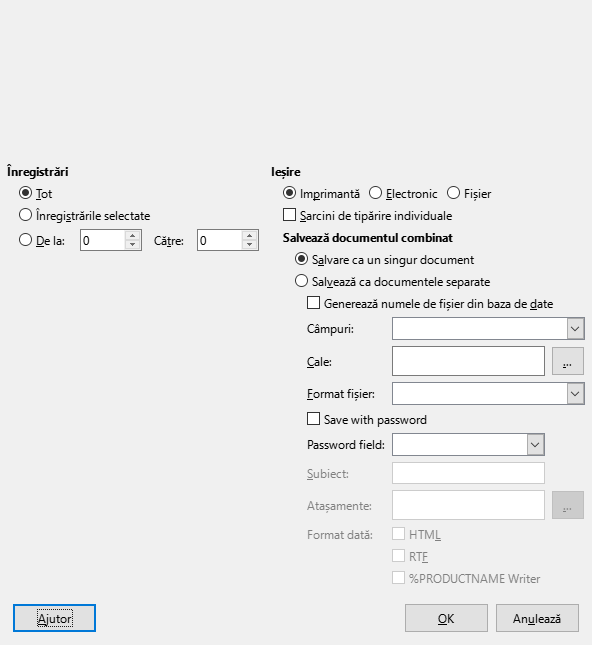 Înregistrări
Tot
Înregistrările selectate
De la: 0 Către: 0
Ieșire
Imprimantă Electronic Fișier
Sarcini de tipărire individuale
Salvează documentul combinat
Salvare ca un singur document
Salvează ca documentele separate
Generează numele de fișier din baza de date
Câmpuri:
Cale: ...
Format fișier:
Save with password
Password field:
Subiect:
Atașamente: ...
Format dată: HTML
RTF
%PRODUCTNAME Writer
Ajutor OK Anulează